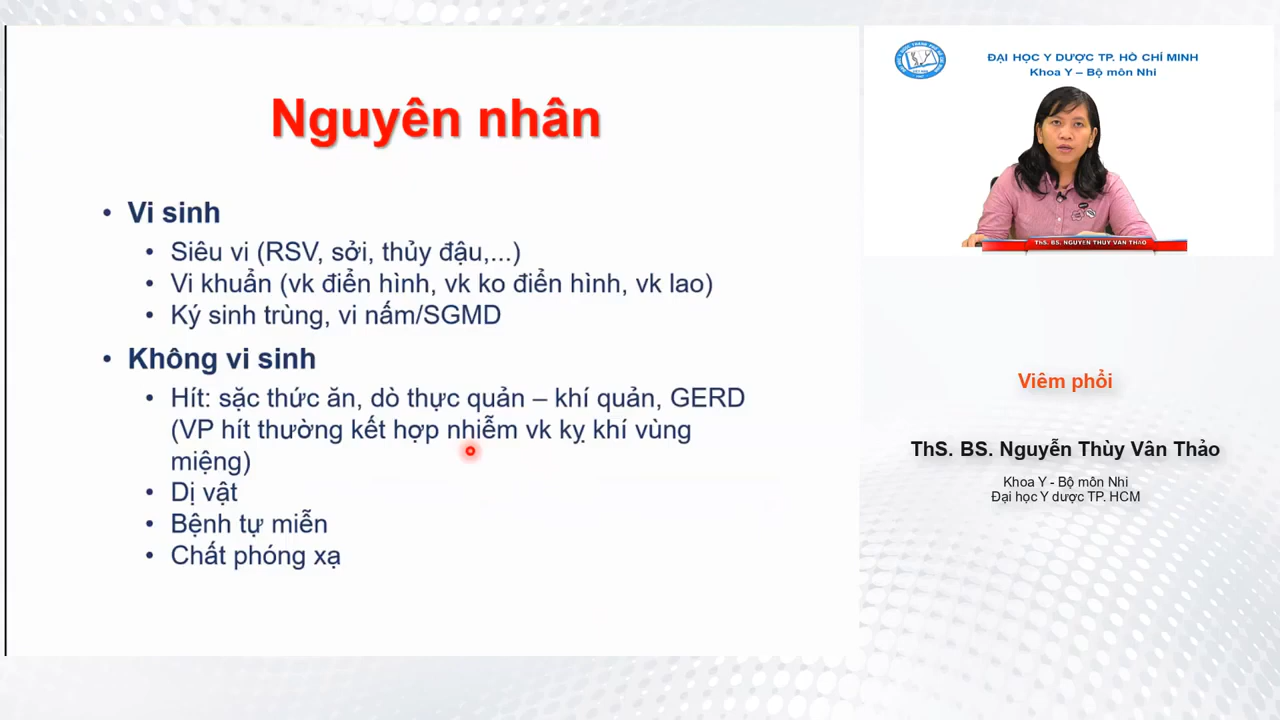 Nguyên nhân
• Vi sinh
• Siêu vi (RSV, sởi, thủy đậu,...)
• Vi khuẩn (vk điển hình, vk ko điển hình, vk lao)
• Ký sinh trùng, vi nấm/SGMD
• Không vi sinh
• Hít: sặc thức ăn, dò thực quản – khí quản, GERD
(VP hít thường kết hợp nhiễm vk kỵ khí vùng
miệng)
• Dị vật
• Bệnh tự miễn
• Chất phóng xạ
ĐẠI HỌC Y DƯỢC TP. HỒ CHÍ MINH
Khoa Y – Bộ môn Nhi
ThS. BS. NGUYỄN THÙY VÂN THẢO
Viêm phổi
ThS. BS. Nguyễn Thùy Vân Thảo
Khoa Y - Bộ môn Nhi
Đại học Y dược TP. HCM